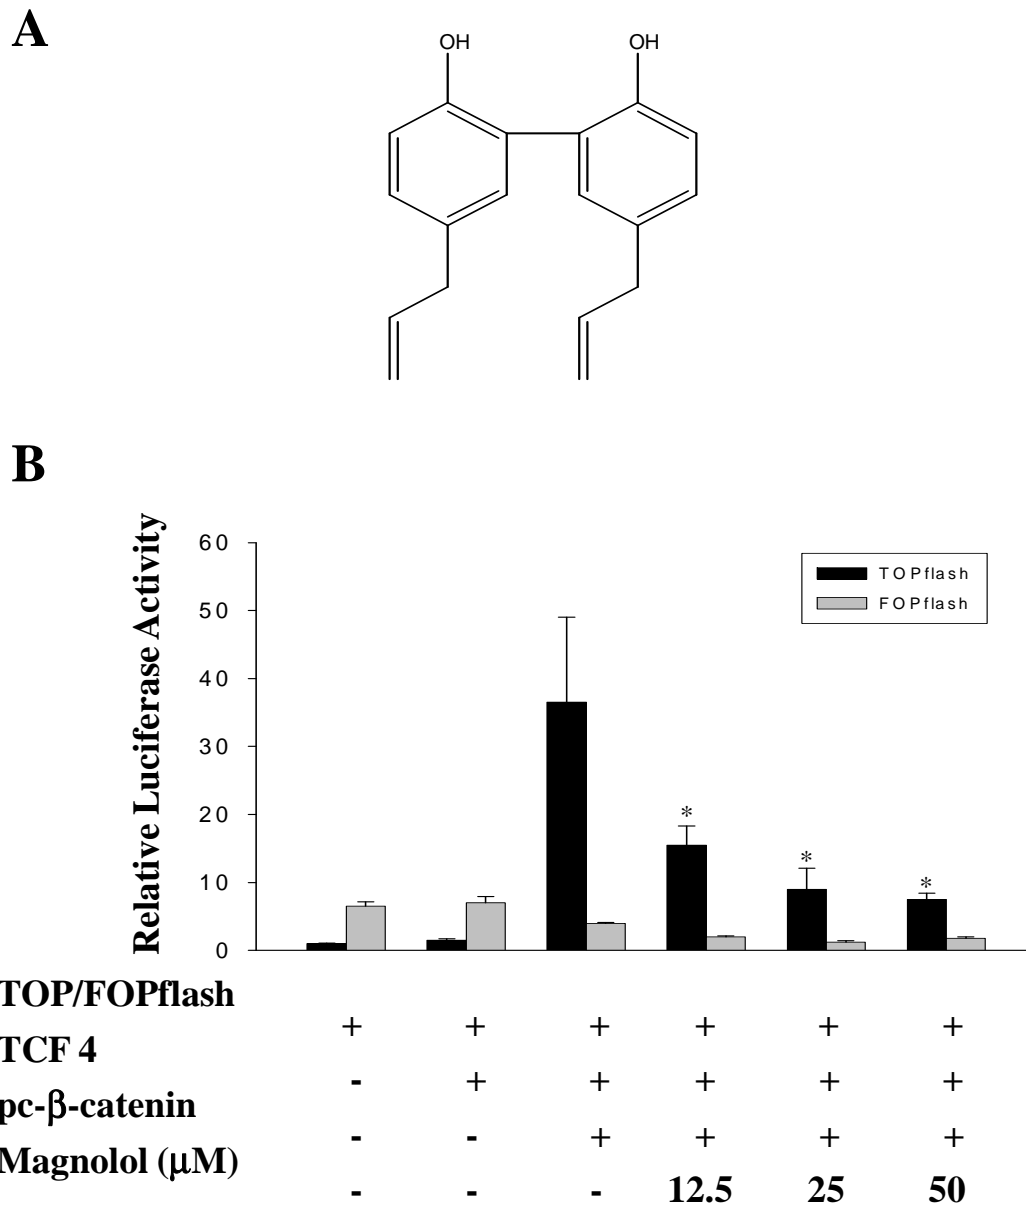 A
OH OH
B
Relative Luciferase Activity
60
50
40
30
20
10
0
TOPflash
FOPflash
*
*
*
TOP/FOPflash
+ + + + + +
TCF 4
- + + + + +
pc-β-catenin
- - + + + +
Magnolol (μM)
- - - 12.5 25 50